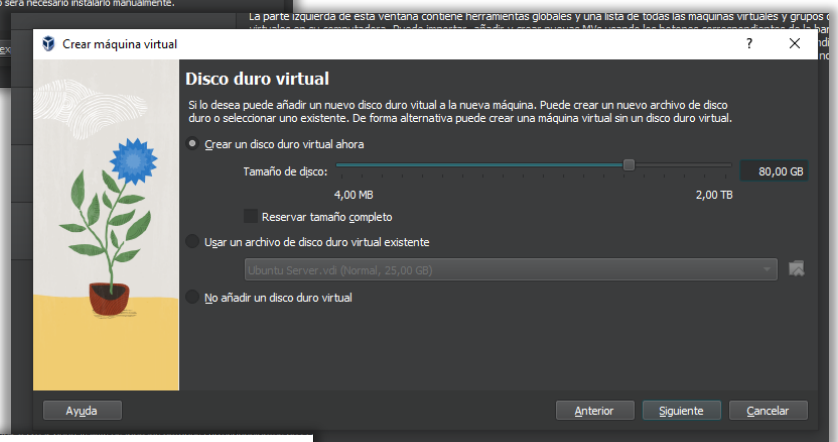 será necesario instalarlo manualmente.
La parte izquierda de esta ventana contiene herramientas globales y una lista de todas las máquinas virtuales y grupos
Crear máquina virtual
?
Disco duro virtual
Si lo desea puede añadir un nuevo disco duro vitual a la nueva máquina. Puede crear un nuevo archivo de disco
duro o seleccionar uno existente. De forma alternativa puede crear una máquina virtual sin un disco duro virtual.
Crear un disco duro virtual ahora
Tamaño de disco:
80,00 GB
4,00 MB
2,00 TB
Reservar tamaño completo
Usar un archivo de disco duro virtual existente
Ubuntu Server.vdi (Normal, 25,00 GB)
No añadir un disco duro virtual
Ayuda
Anterior
Siguiente
Cancelar